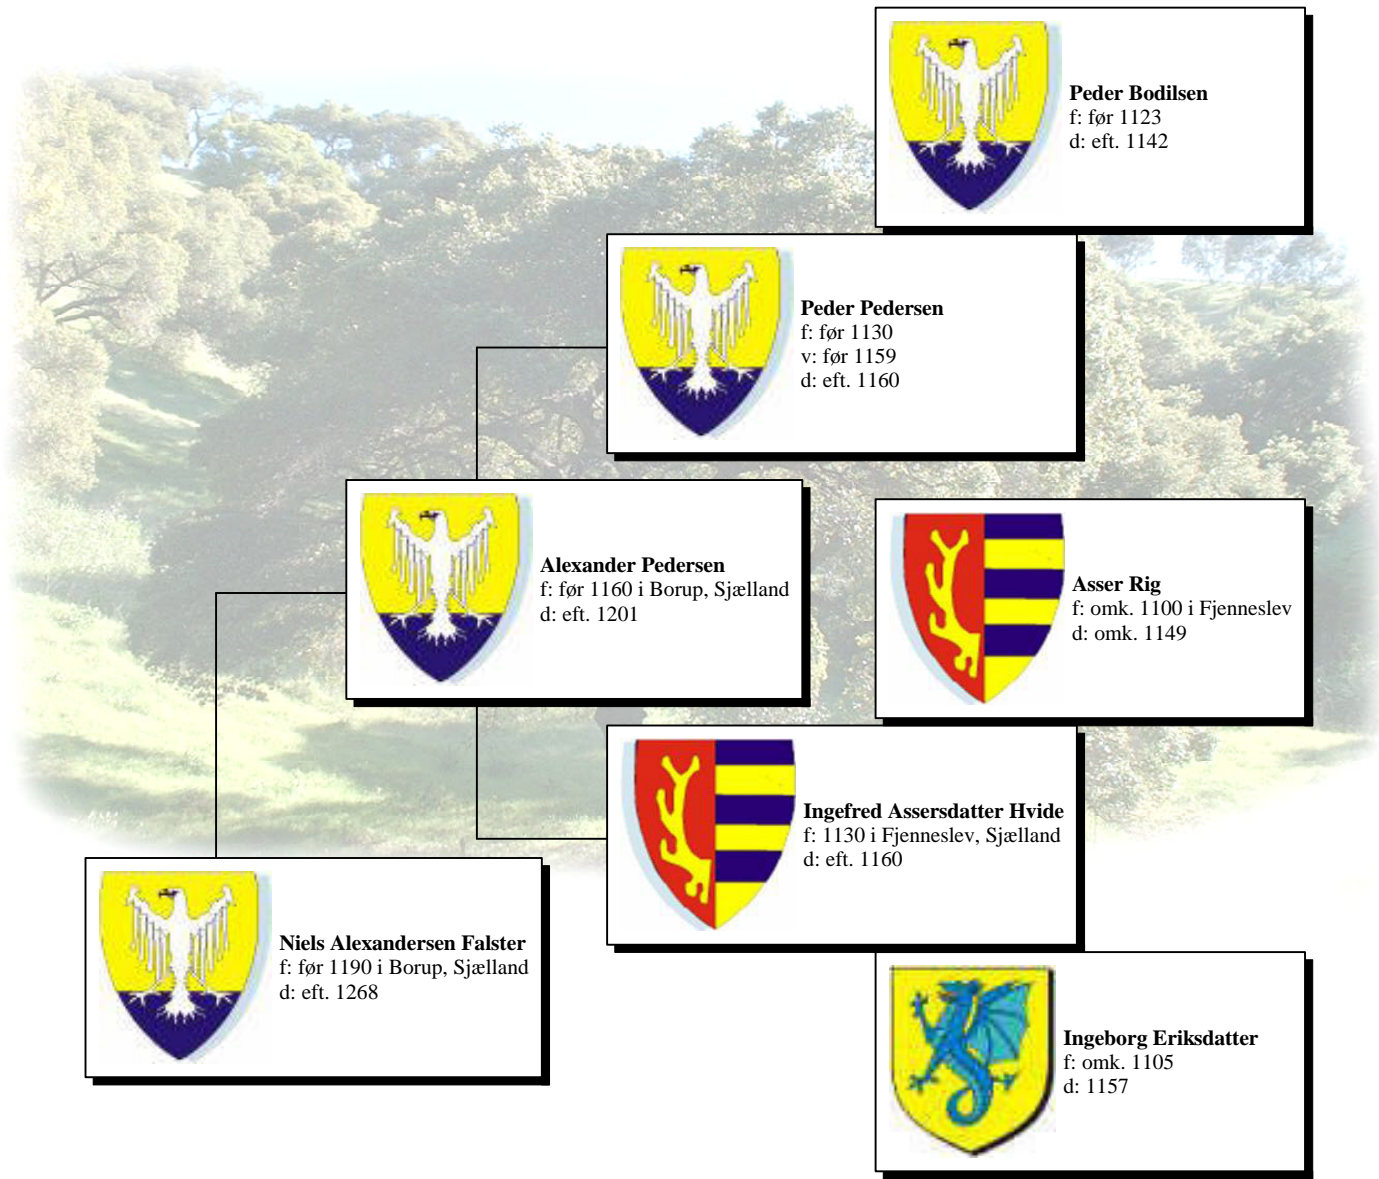 Peder Bodilsen
f: før 1123
d: eft. 1142
Peder Pedersen
f: før 1130
v: før 1159
d: eft. 1160
Alexander Pedersen
f: før 1160 i Borup, Sjælland
d: eft. 1201
Asser Rig
f: omk. 1100 i Fjenneslev
d: omk. 1149
Ingefred Assersdatter Hvide
f: 1130 i Fjenneslev, Sjælland
d: eft. 1160
Niels Alexandersen Falster
f: før 1190 i Borup, Sjælland
d: eft. 1268
Ingeborg Eriksdatter
f: omk. 1105
d: 1157